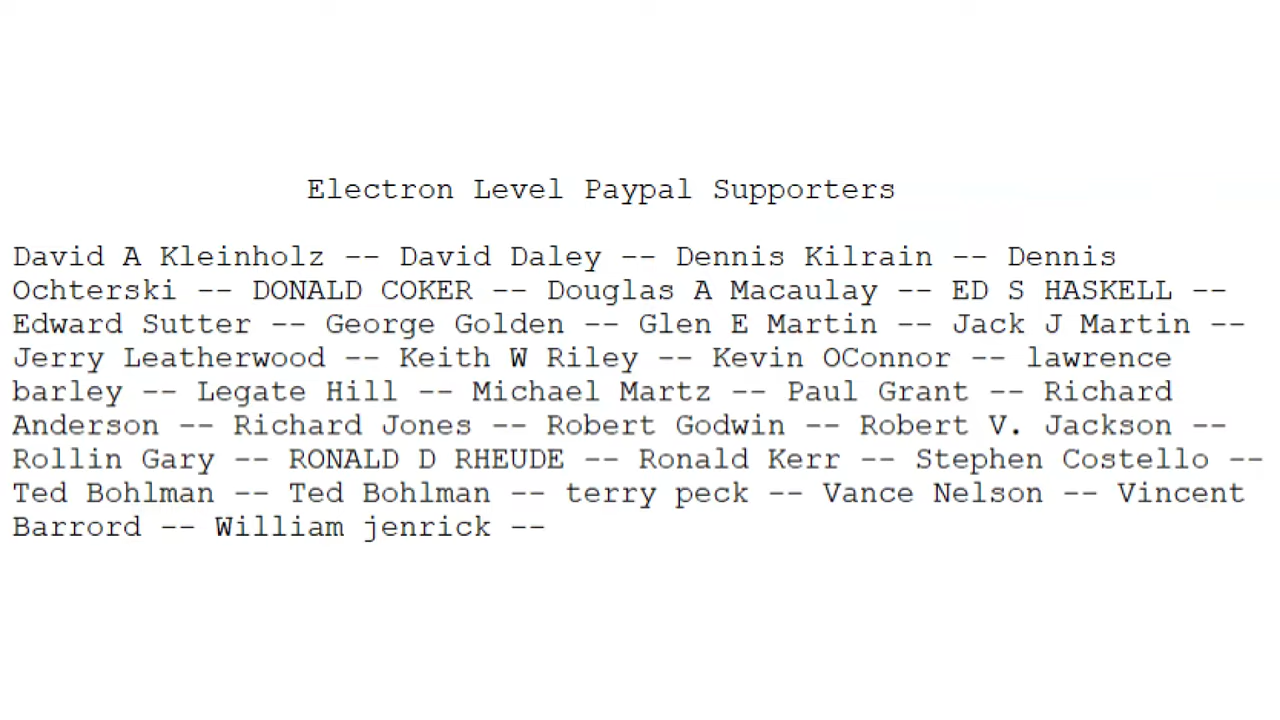 Electron Level Paypal Supporters
David A Kleinholz -- David Daley -- Dennis Kilrain -- Dennis
Ochterski -- DONALD COKER -- Douglas A Macaulay -- ED S HASKELL --
Edward Sutter -- George Golden -- Glen E Martin -- Jack J Martin --
Jerry Leatherwood -- Keith W Riley -- Kevin OConnor -- lawrence
barley -- Legate Hill -- Michael Martz -- Paul Grant -- Richard
Anderson -- Richard Jones -- Robert Godwin -- Robert V. Jackson --
Rollin Gary -- RONALD D RHEUDE -- Ronald Kerr -- Stephen Costello --
Ted Bohlman -- Ted Bohlman -- terry peck -- Vance Nelson -- Vincent
Barrord -- William jenrick --